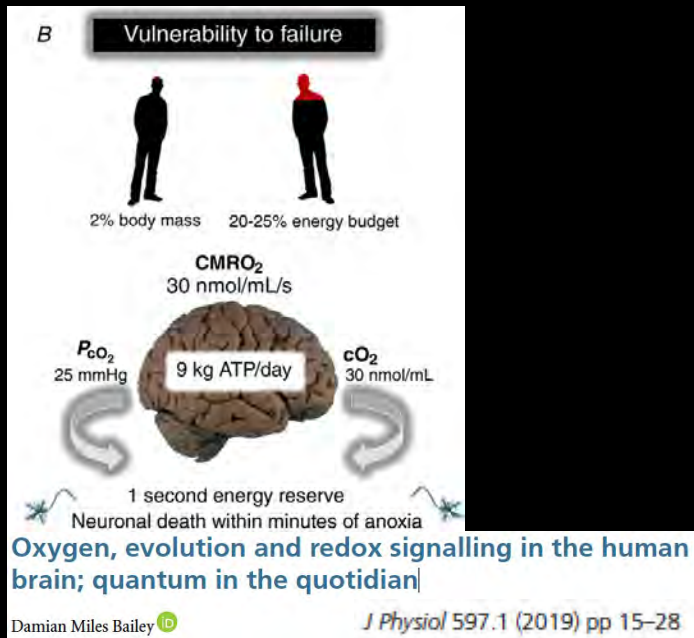 B
Vulnerability to failure
2% body mass
20-25% energy budget
CMRO₂
30 nmol/mL/s
PcO₂
25 mmHg
9 kg ATP/day
cO₂
30 nmol/mL
1 second energy reserve
Neuronal death within minutes of anoxia
Oxygen, evolution and redox signalling in the human
brain; quantum in the quotidian
Damian Miles Bailey iD
J Physiol 597.1 (2019) pp 15–28